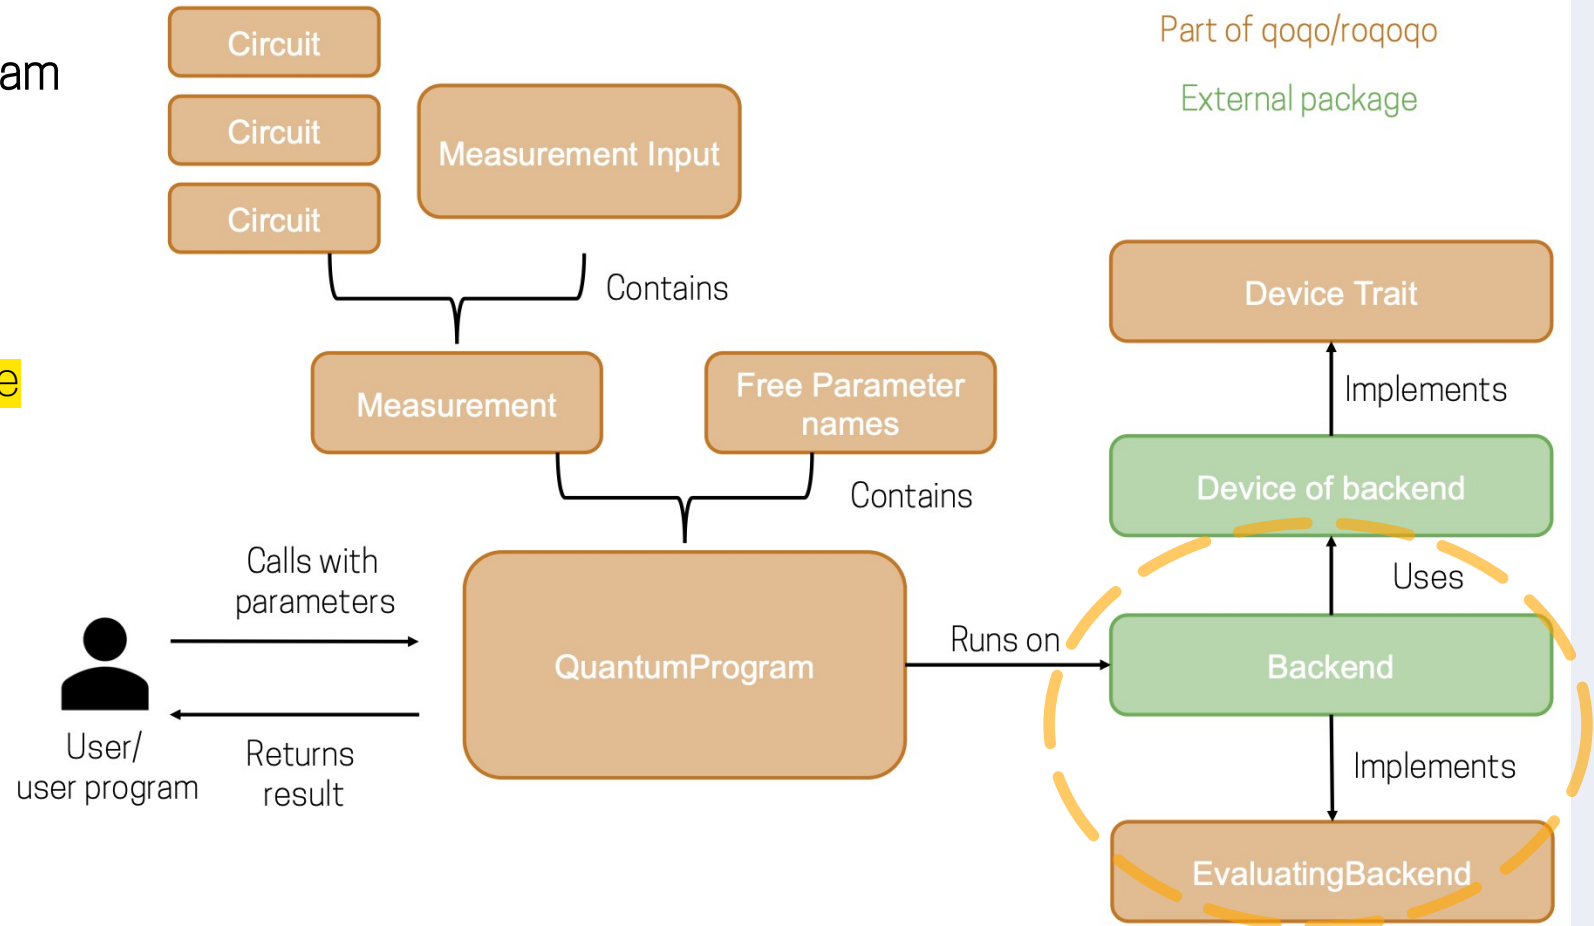 am
e
Circuit
Circuit
Circuit
Measurement Input
Contains
Measurement
Free Parameter
names
Contains
Calls with
parameters
User/
user program
Returns
result
QuantumProgram
Runs on
Part of qoqo/roqoqo
External package
Device Trait
Implements
Device of backend
Uses
Backend
Implements
EvaluatingBackend